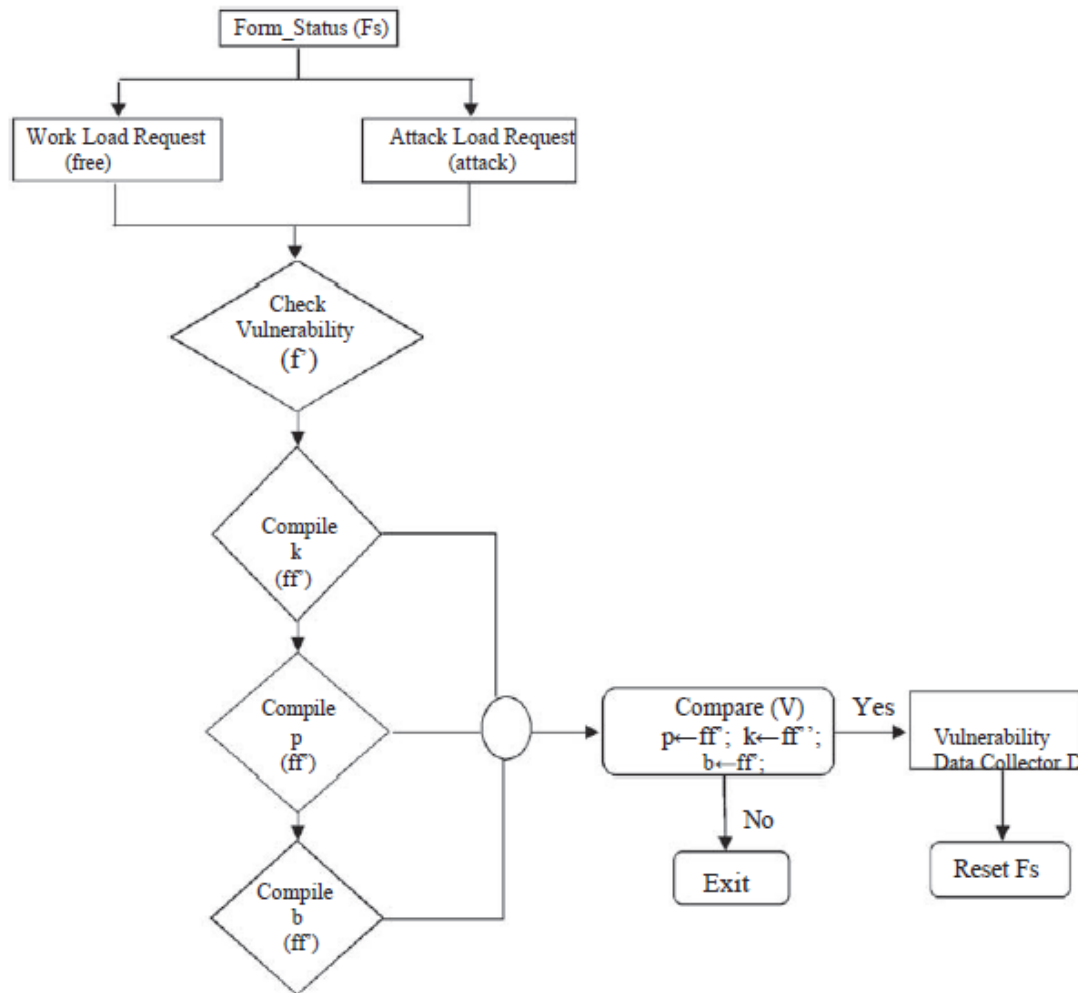 Form_Status (Fs)
Work Load Request
(free)
Attack Load Request
(attack)
Check
Vulnerability
(f’)
Compile
k
(ff’)
Compile
p
(ff’)
Compile
b
(ff’)
Compare (V)
p←ff’; k←ff’’;
b←ff’;
Yes
No
Exit
Vulnerability
Data Collector D
Reset Fs